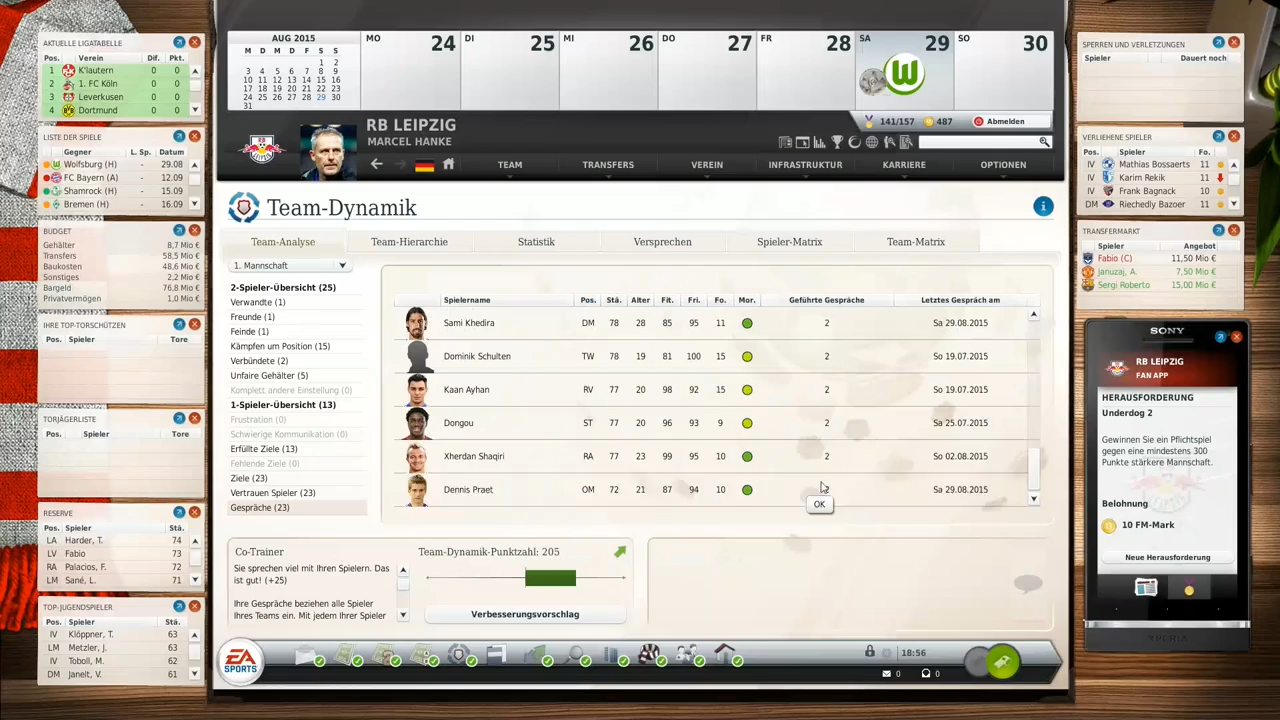 AKTUELLE LIGATABELLE
Pos. Verein Dif. Pkt.
1 K'lautern 0 0
2 1. FC Köln 0 0
3 Leverkusen 0 0
4 Dortmund 0 0
LISTE DER SPIELE
Gegner L. Sp. Datum
Wolfsburg (H) - 29.08
FC Bayern (A) - 12.09
Shamrock (H) - 15.09
Bremen (H) - 16.09
BUDGET
Gehälter 8,7 Mio €
Transfers 58,5 Mio €
Baukosten 48,6 Mio €
Sonstiges 2,2 Mio €
Bargeld 76,8 Mio €
Privatvermögen 1,0 Mio €
IHRE TOP-TORSCHÜTZEN
Pos. Spieler Tore
TORJÄGERLISTE
Pos. Spieler Tore
RESERVE
Pos. Spieler Stä.
LA Harder, T. 74
LV Fabio 73
RA Palacios, F. 72
LM Sané, L. 71
TOP-JUGENDSPIELER
Pos. Spieler Stä.
IV Klöppner, T. 63
LM Metzler, J. 63
IV Toboll, M. 62
DM Janelt, V. 61
AUG 2015
M D M D F S S
1 2
3 4 5 6 7 8 9
10 11 12 13 14 15 16
17 18 19 20 21 22 23
24 25 26 27 28 29 30
31
MO 24
DI 25
MI 26
DO 27
FR 28
SA 29
SO 30
RB LEIPZIG
MARCEL HANKE
141/157 487 Abmelden
TEAM TRANSFERS VEREIN INFRASTRUKTUR KARRIERE OPTIONEN
Team-Dynamik
Team-Analyse Team-Hierarchie Statistik Versprechen Spieler-Matrix Team-Matrix
1. Mannschaft
2-Spieler-Übersicht (25)
Verwandte (1)
Freunde (1)
Feinde (1)
Kämpfen um Position (15)
Verbündete (2)
Unfaire Gehälter (5)
Komplett andere Einstellung (0)
1-Spieler-Übersicht (13)
Frustration (0)
Schwierige Kommunikation (0)
Erfüllte Ziele (13)
Fehlende Ziele (0)
Ziele (23)
Vertrauen Spieler (23)
Gespräche (23)
Spielername Pos. Stä. Alter Fit. Fri. Fo. Mor. Geführte Gespräche Letztes Gespräch am
Sami Khedira DM 78 28 85 95 11 2 Sa 29.08.2015
Dominik Schulten TW 78 19 81 100 15 2 So 19.07.2015
Kaan Ayhan RV 77 20 98 92 15 2 So 19.07.2015
Dongou ST 77 20 96 93 9 2 Sa 25.07.2015
Xherdan Shaqiri RA 77 23 99 95 10 2 So 02.08.2015
Dennis Praet OM 72 21 87 94 10 2 Sa 29.08.2015
OK
Co-Trainer
Sie sprechen viel mit Ihren Spielern. Das
ist gut! (+25)
Ihre Gespräche beziehen alle Spieler
Ihres Teams ein. Mit jedem Ihrer Spieler
Team-Dynamik-Punktzahl: 205
Verbesserungsvorschlag
EA
SPORTS
18:56
0 0
SPERREN UND VERLETZUNGEN
Spieler Dauert noch
VERLIEHENE SPIELER
Pos. Spieler Fo.
IV Mathias Bossaerts 11
IV Karim Rekik 11
IV Frank Bagnack 10
DM Riechedly Bazoer 11
TRANSFERMARKT
Spieler Angebot
Fabio (C) 11,50 Mio €
Januzaj, A. 7,50 Mio €
Sergi Roberto 15,00 Mio €
SONY
RB LEIPZIG
FAN APP
HERAUSFORDERUNG
Underdog 2
Gewinnen Sie ein Pflichtspiel
gegen eine mindestens 300
Punkte stärkere Mannschaft.
Belohnung
10 FM-Mark
Neue Herausforderung
XPERIA